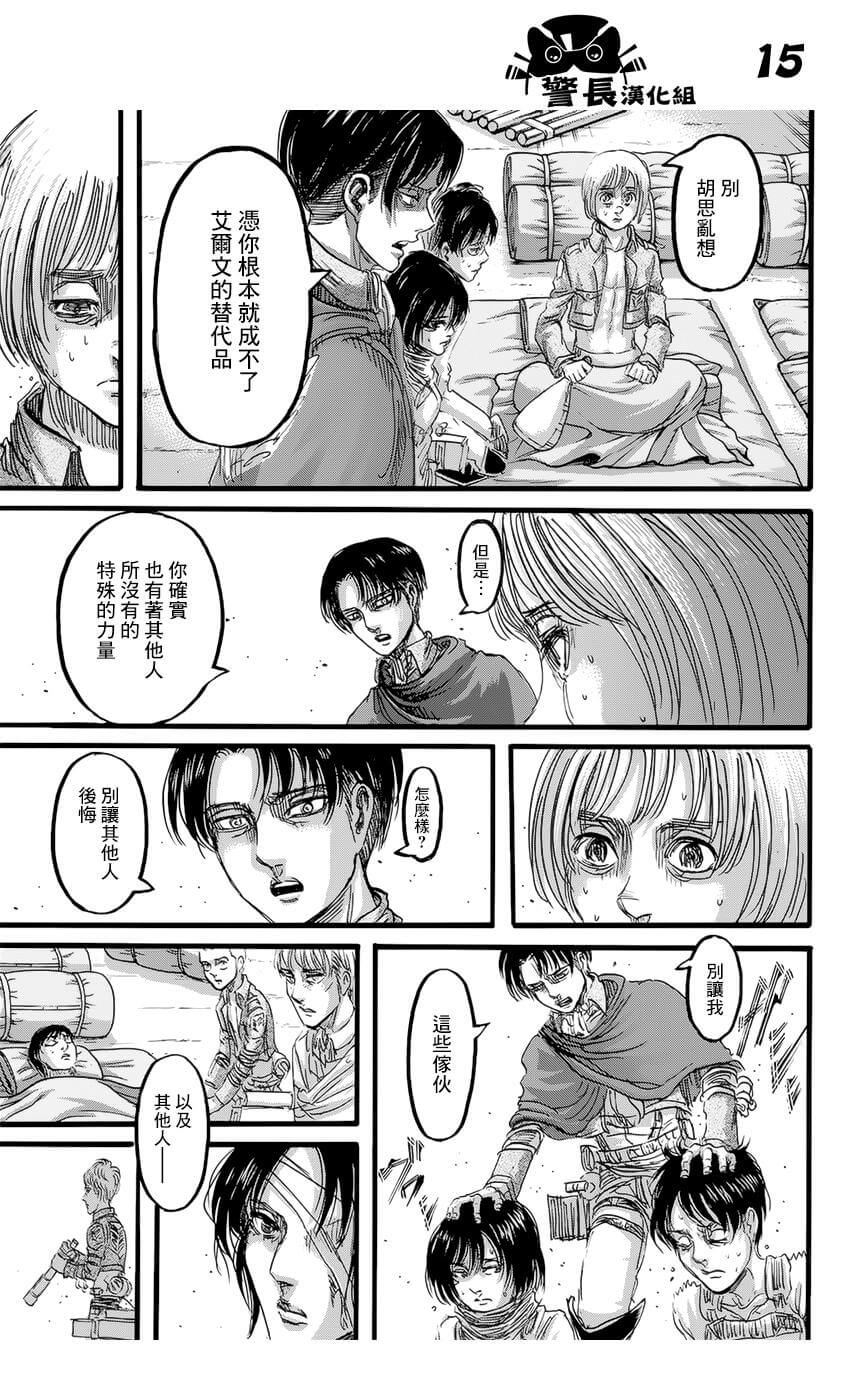 15
警長漢化組
別
胡思亂想
憑你根本就成不了
艾爾文的替代品
但是…
你確實
也有著其他人
所沒有的
特殊的力量
怎麼樣?
別讓其他人
後悔
別讓我
這些傢伙
以及
其他人——